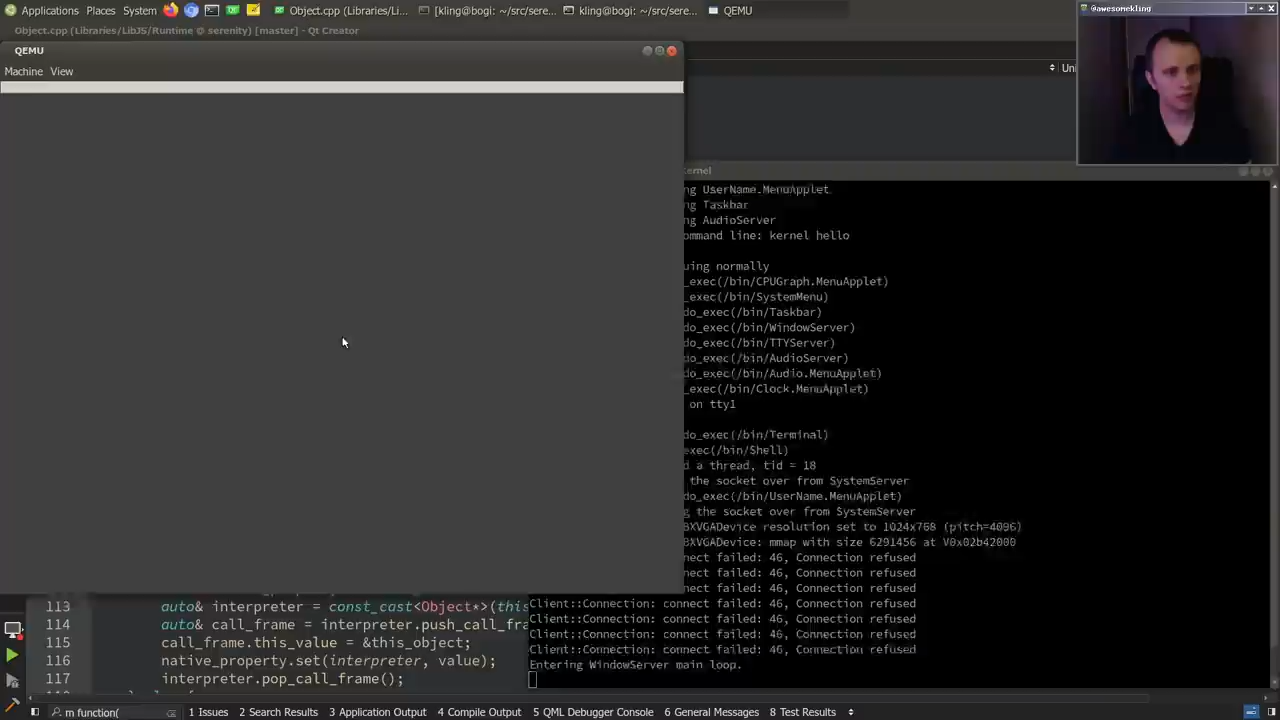 Applications Places System Object.cpp (Libraries/Li... [kling@bogi: ~/src/sere... kling@bogi: ~/src/sere... QEMU
@awesomekling
Object.cpp (Libraries/LibJS/Runtime @ serenity) [master] - Qt Creator
QEMU
Machine View
Uni
ernel
ng UserName.MenuApplet
ng Taskbar
ng AudioServer
ommand line: kernel hello
uing normally
_exec(/bin/CPUGraph.MenuApplet)
do_exec(/bin/SystemMenu)
do_exec(/bin/Taskbar)
do_exec(/bin/WindowServer)
do_exec(/bin/TTYServer)
do_exec(/bin/AudioServer)
do_exec(/bin/Audio.MenuApplet)
_exec(/bin/Clock.MenuApplet)
on tty1
do_exec(/bin/Terminal)
exec(/bin/Shell)
d a thread, tid = 18
the socket over from SystemServer
do_exec(/bin/UserName.MenuApplet)
g the socket over from SystemServer
BXVGADevice resolution set to 1024x768 (pitch=4096)
BXVGADevice: mmap with size 6291456 at V0x02b42000
nect failed: 46, Connection refused
nect failed: 46, Connection refused
nect failed: 46, Connection refused
Client::Connection: connect failed: 46, Connection refused
Client::Connection: connect failed: 46, Connection refused
Client::Connection: connect failed: 46, Connection refused
Client::Connection: connect failed: 46, Connection refused
Entering WindowServer main loop.
113 auto& interpreter = const_cast<Object*>(this
114 auto& call_frame = interpreter.push_call_fra
115 call_frame.this_value = &this_object;
116 native_property.set(interpreter, value);
117 interpreter.pop_call_frame();
m function( 1 Issues 2 Search Results 3 Application Output 4 Compile Output 5 QML Debugger Console 6 General Messages 8 Test Results